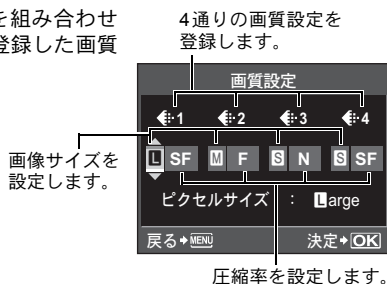 を組み合わせ
登録した画質
4通りの画質設定を
登録します。
画質設定
1 2 3 4
L SF M F S N S SF
画像サイズを
設定します。
ピクセルサイズ : Large
戻る MENU 決定 OK
圧縮率を設定します。